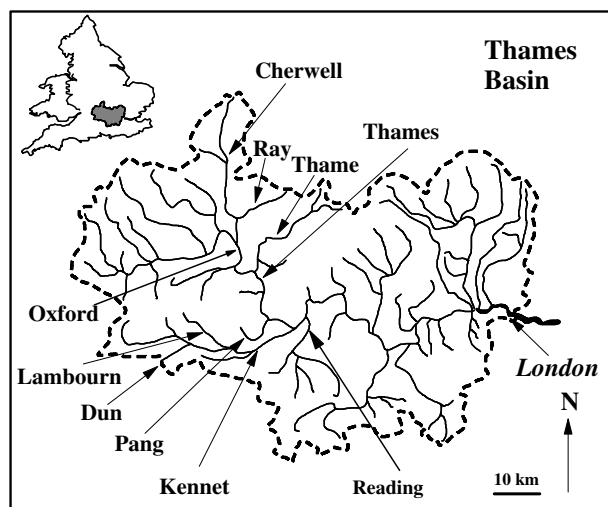 Thames
Basin
Cherwell
Thames
Ray
Thame
Oxford
Lambourn
London
Dun
Pang
N
Kennet
Reading
10 km